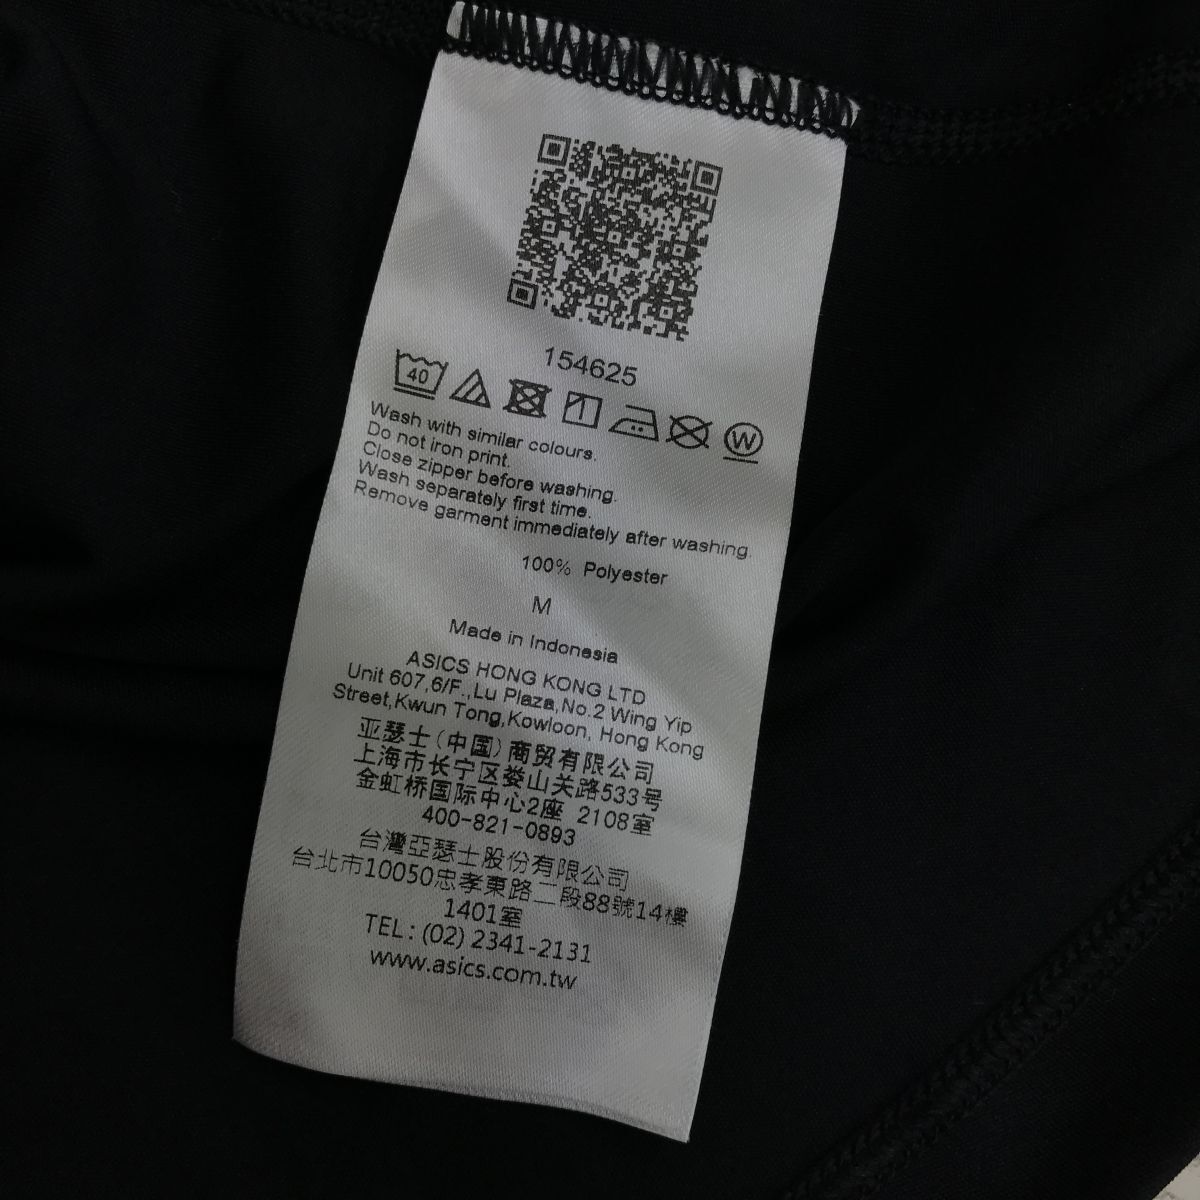 154625
40
W
Wash with similar colours.
Do not iron print.
Close zipper before washing.
Wash separately first time.
Remove garment immediately after washing.
100% Polyester
M
Made in Indonesia
ASICS HONG KONG LTD
Unit 607,6/F.,Lu Plaza,No.2 Wing Yip
Street,Kwun Tong,Kowloon, Hong Kong
亚瑟士(中国)商贸有限公司
上海市长宁区娄山关路533号
金虹桥国际中心2座 2108室
400-821-0893
台灣亞瑟士股份有限公司
台北市10050忠孝東路二段88號14樓
1401室
TEL: (02) 2341-2131
www.asics.com.tw